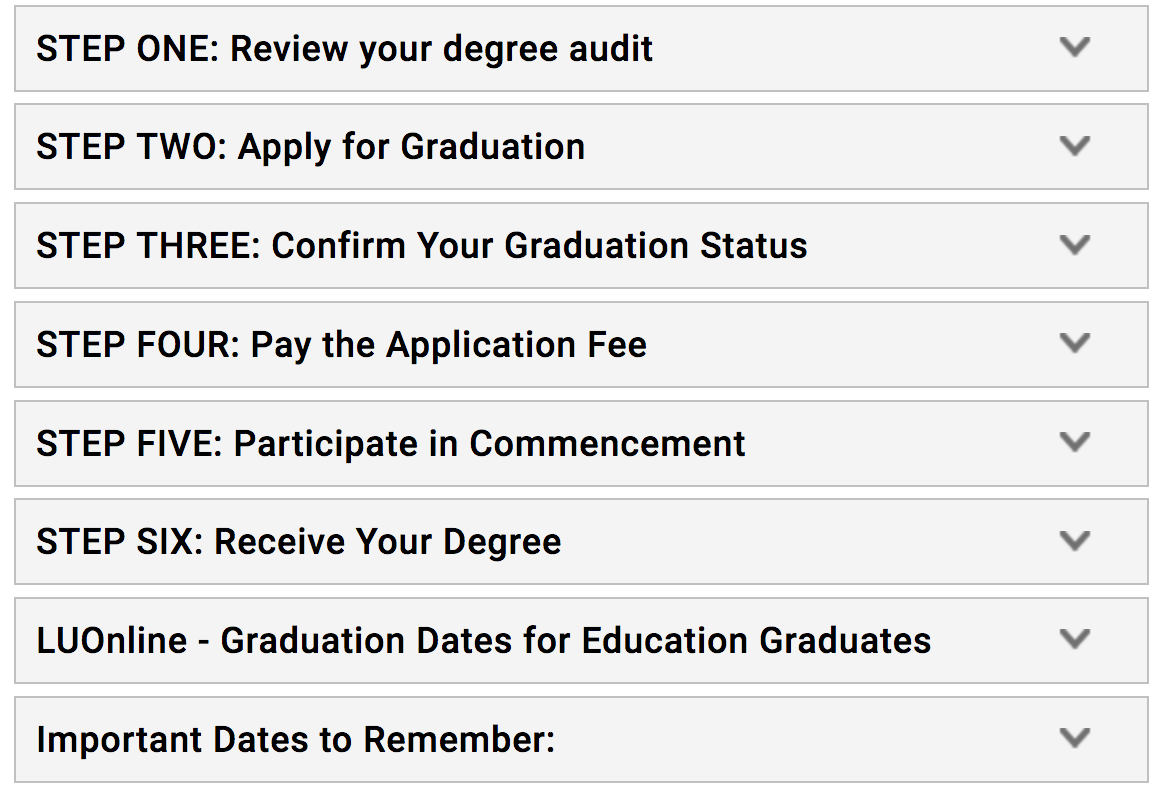 STEP ONE: Review your degree audit
STEP TWO: Apply for Graduation
STEP THREE: Confirm Your Graduation Status
STEP FOUR: Pay the Application Fee
STEP FIVE: Participate in Commencement
STEP SIX: Receive Your Degree
LUOnline - Graduation Dates for Education Graduates
Important Dates to Remember: